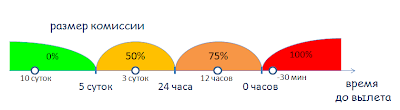 размер комиссии
0% 50% 75% 100%
10 суток 3 суток 12 часов -30 мин
5 суток 24 часа 0 часов
время
до вылета